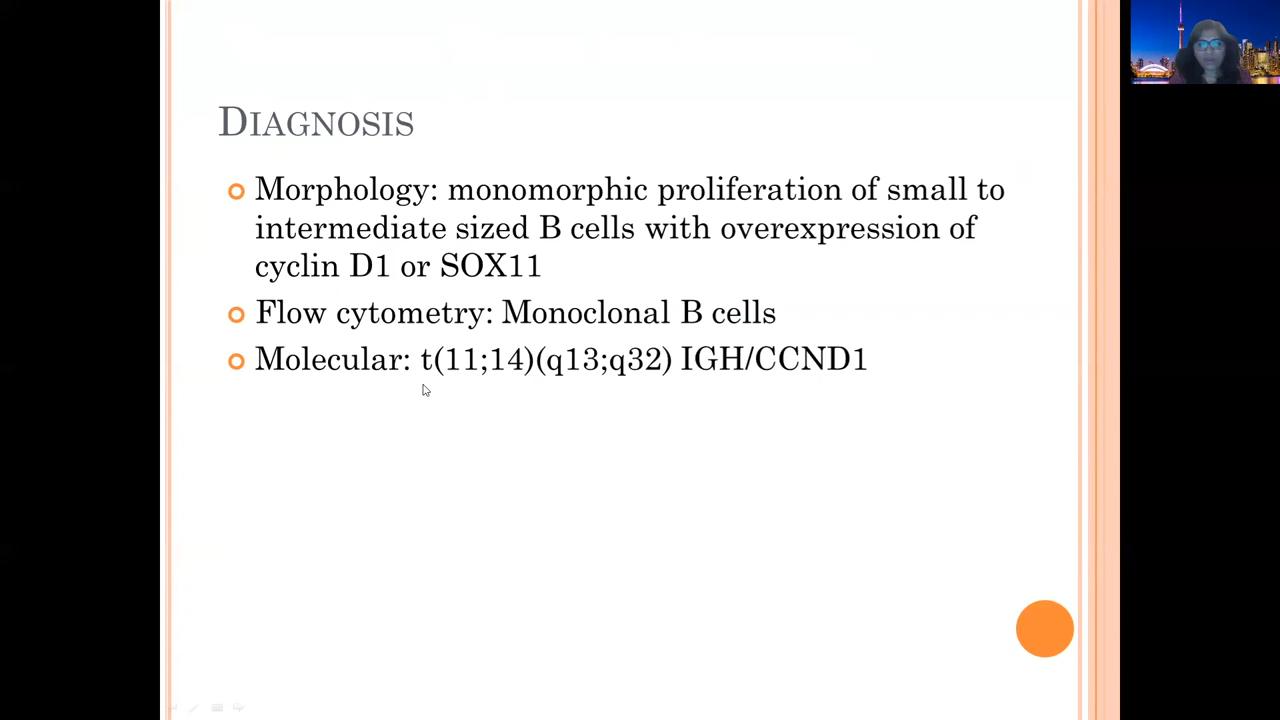 DIAGNOSIS
Morphology: monomorphic proliferation of small to
intermediate sized B cells with overexpression of
cyclin D1 or SOX11
Flow cytometry: Monoclonal B cells
Molecular: t(11;14)(q13;q32) IGH/CCND1